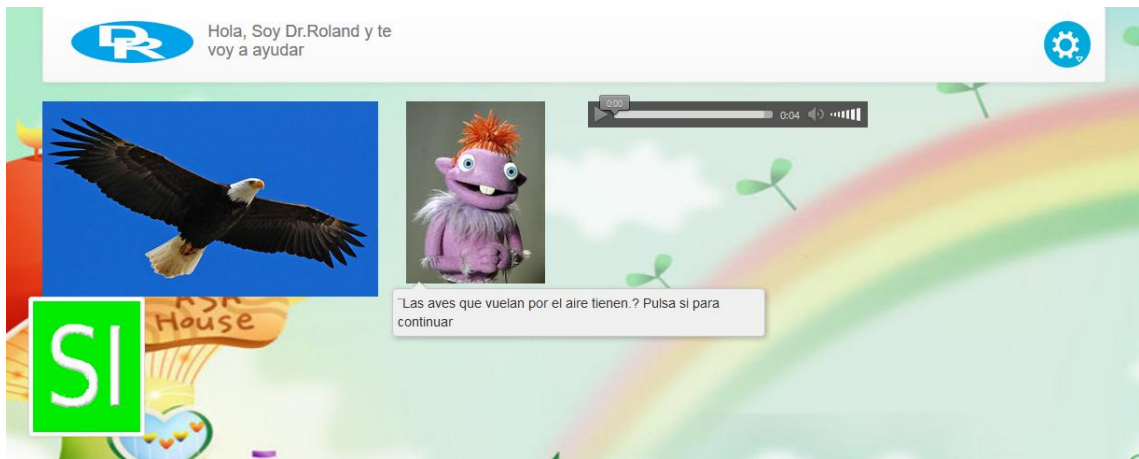 DR
Hola, Soy Dr.Roland y te
voy a ayudar
0:00
0:04
¨Las aves que vuelan por el aire tienen.? Pulsa si para
continuar
House
SI